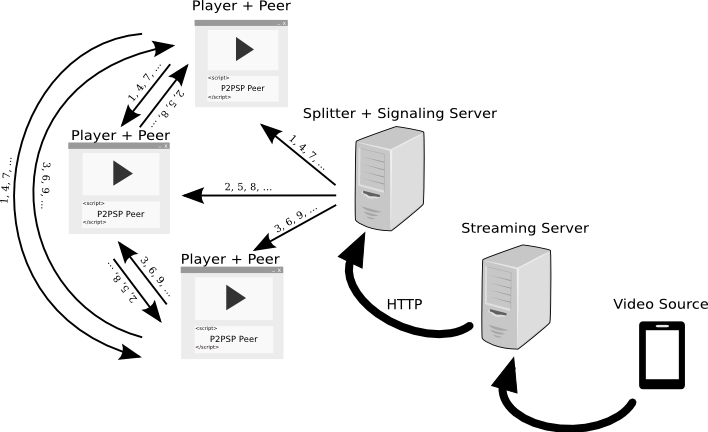 Player + Peer
- x
<script>
P2PSP Peer
</script>
1, 4, 7, ...
2, 5, 8, ...
Splitter + Signaling Server
Player + Peer
- x
<script>
P2PSP Peer
</script>
1, 4, 7, ...
3, 6, 9, ...
1, 4, 7, ...
2, 5, 8, ...
3, 6, 9, ...
Streaming Server
Player + Peer
- x
<script>
P2PSP Peer
</script>
3, 6, 9, ...
2, 5, 8, ...
HTTP
Video Source